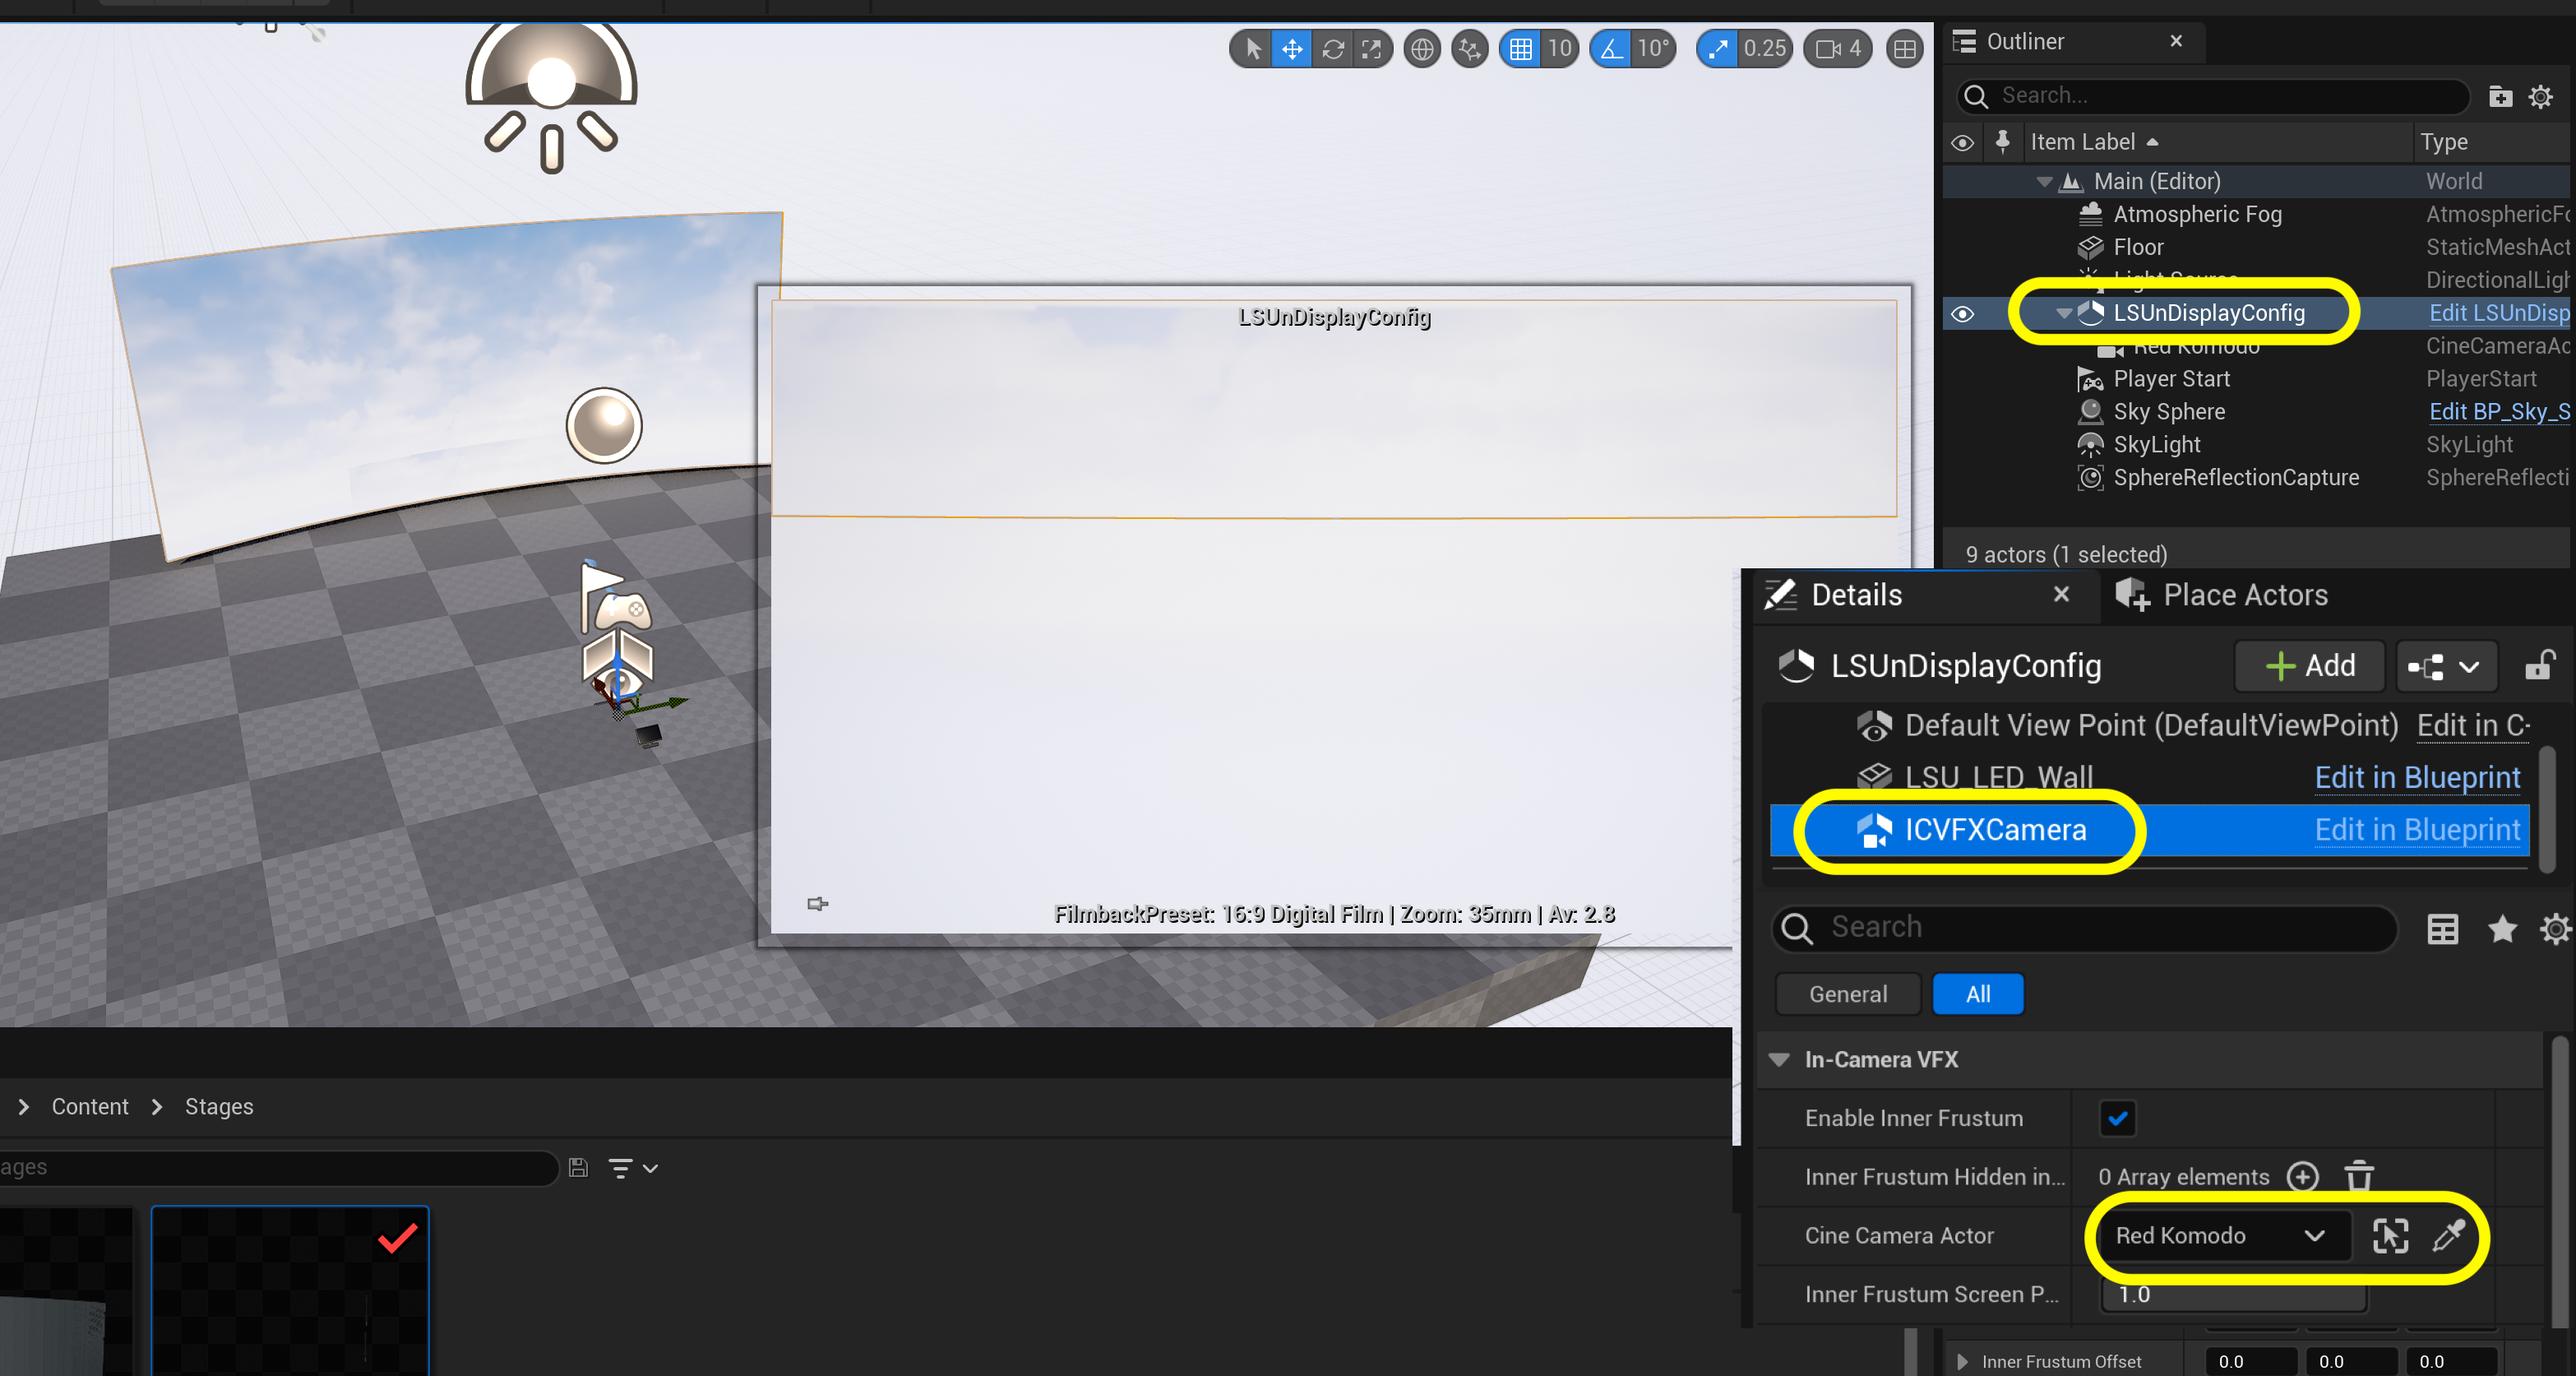 10
10°
0.25
4
Outliner
Search...
Item Label
Type
Main (Editor)
World
Atmospheric Fog
AtmosphericFo
Floor
StaticMeshAct
Light Source
DirectionalLigh
LSUnDisplayConfig
Edit LSUnDisp
Red Komodo
CineCameraAc
Player Start
PlayerStart
Sky Sphere
Edit BP_Sky_S
SkyLight
SkyLight
SphereReflectionCapture
SphereReflecti
9 actors (1 selected)
LSUnDisplayConfig
FilmbackPreset: 16:9 Digital Film | Zoom: 35mm | Av: 2.8
Details
Place Actors
LSUnDisplayConfig
Add
Default View Point (DefaultViewPoint)
Edit in C-
LSU_LED_Wall
Edit in Blueprint
ICVFXCamera
Edit in Blueprint
Search
General
All
In-Camera VFX
Enable Inner Frustum
Inner Frustum Hidden in...
0 Array elements
Cine Camera Actor
Red Komodo
Inner Frustum Screen P...
1.0
Inner Frustum Offset
0.0
0.0
0.0
Content
Stages
ages